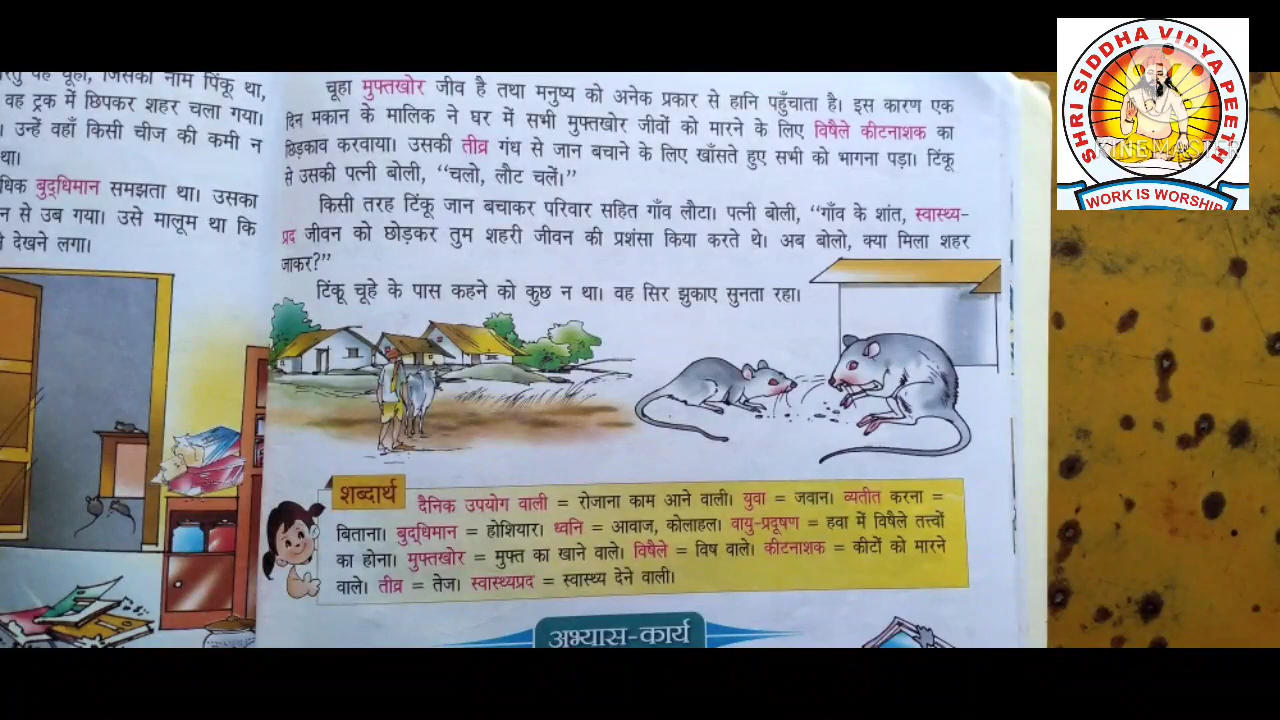 जिसका नाम पिंकू था,
वह ट्रक में छिपकर शहर चला गया।
। उन्हें वहाँ किसी चीज की कमी न
था।
धिक बुद्धिमान समझता था। उसका
न से उब गया। उसे मालूम था कि
देखने लगा।
चूहा मुफ्तखोर जीव है तथा मनुष्य को अनेक प्रकार से हानि पहुँचाता है। इस कारण एक
दिन मकान के मालिक ने घर में सभी मुफ्तखोर जीवों को मारने के लिए विषैले कीटनाशक का
छिड़काव करवाया। उसकी तीव्र गंध से जान बचाने के लिए खाँसते हुए सभी को भागना पड़ा। टिंकू
से उसकी पत्नी बोली, “चलो, लौट चलें।”
किसी तरह टिंकू जान बचाकर परिवार सहित गाँव लौटा। पत्नी बोली, “गाँव के शांत, स्वास्थ्य-
प्रद जीवन को छोड़कर तुम शहरी जीवन की प्रशंसा किया करते थे। अब बोलो, क्या मिला शहर
जाकर?”
टिंकू चूहे के पास कहने को कुछ न था। वह सिर झुकाए सुनता रहा।
शब्दार्थ
दैनिक उपयोग वाली = रोजाना काम आने वाली। युवा = जवान। व्यतीत करना =
बिताना। बुद्धिमान = होशियार। ध्वनि = आवाज, कोलाहल। वायु-प्रदूषण = हवा में विषैले तत्त्वों
का होना। मुफ्तखोर = मुफ्त का खाने वाले। विषैले = विष वाले। कीटनाशक = कीटों को मारने
वाले। तीव्र = तेज। स्वास्थ्यप्रद = स्वास्थ्य देने वाली।
अभ्यास-कार्य
SHRI SIDDHA VIDYA PEETH
KINEMASTER
WORK IS WORSHIP